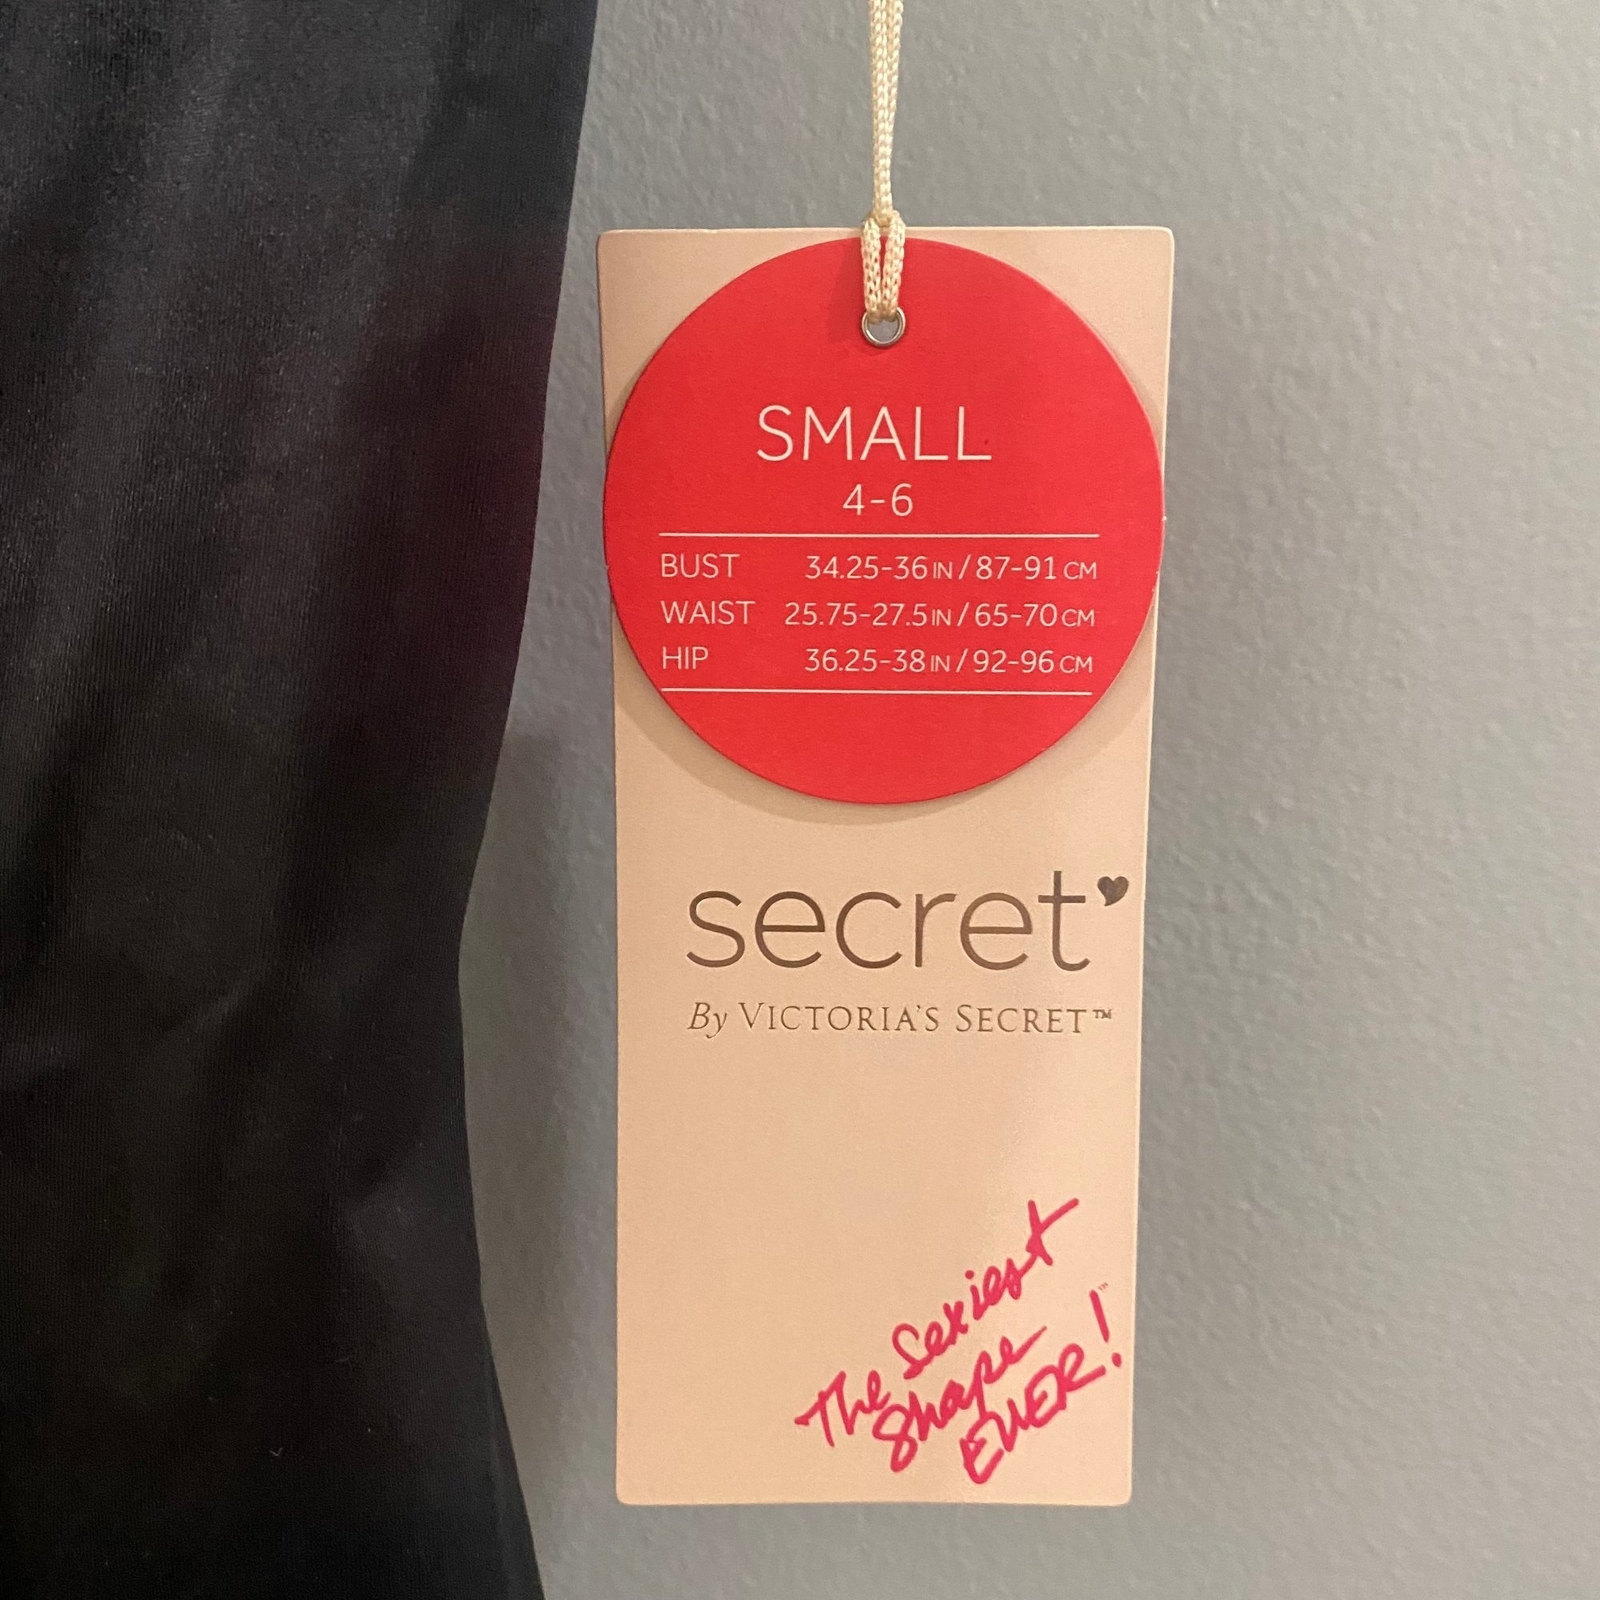 SMALL
4-6
BUST 34.25-36 IN / 87-91 CM
WAIST 25.75-27.5 IN / 65-70 CM
HIP 36.25-38 IN / 92-96 CM
secret
By VICTORIA'S SECRET™
The Sexiest
Shape
EVER!™